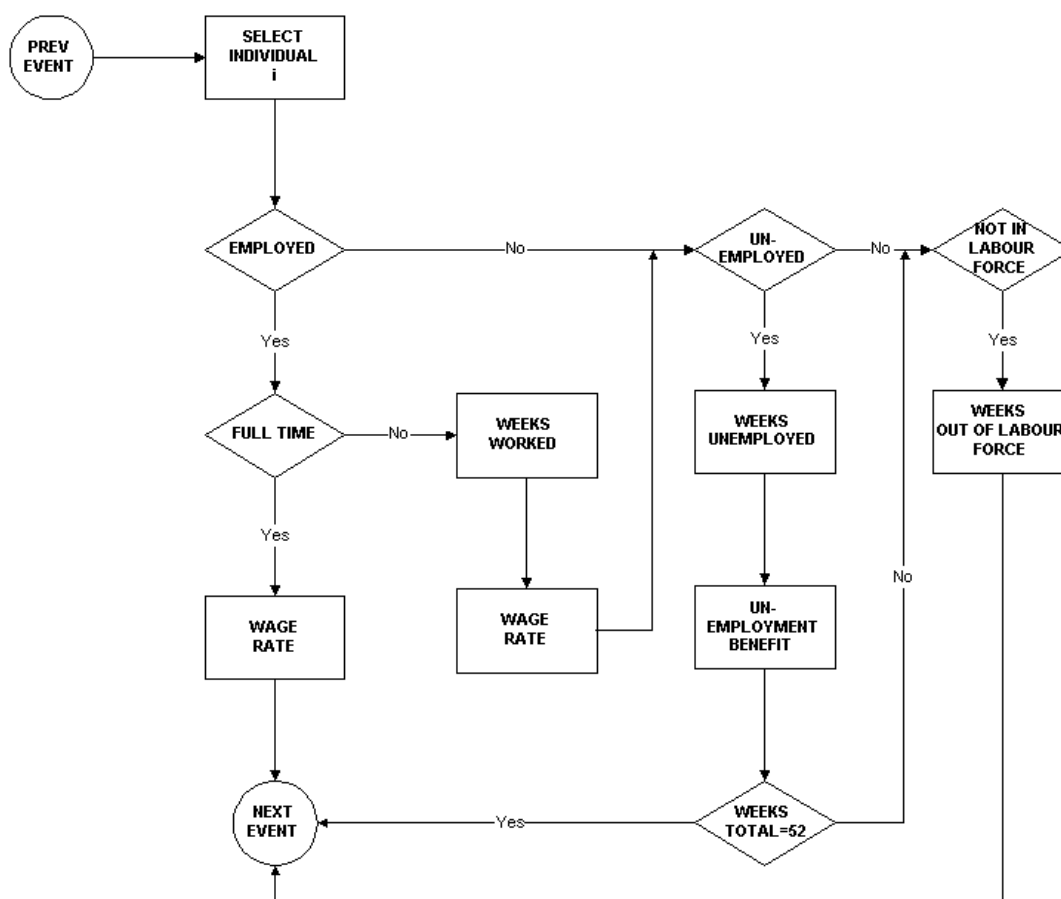 PREV
EVENT
SELECT
INDIVIDUAL
i
EMPLOYED
No
UN-
EMPLOYED
No
NOT IN
LABOUR
FORCE
Yes
Yes
Yes
FULL TIME
No
WEEKS
WORKED
WEEKS
UNEMPLOYED
WEEKS
OUT OF LABOUR
FORCE
Yes
No
WAGE
RATE
WAGE
RATE
UN-
EMPLOYMENT
BENEFIT
NEXT
EVENT
Yes
WEEKS
TOTAL=52